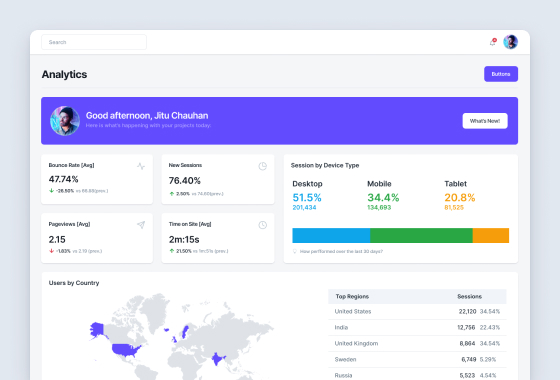 Search
Analytics
Buttons
Good afternoon, Jitu Chauhan
Here is what's happening with your projects today:
What's New!
Bounce Rate [Avg]
47.74%
-26.50% vs 69.68(prev.)
New Sessions
76.40%
2.50% vs 74.60(prev.)
Session by Device Type
Desktop Mobile Tablet
51.5% 34.4% 20.8%
201,434 134,693 81,525
How performed over the last 30 days?
Pageviews [Avg]
2.15
-1.83% vs 2.19 (prev.)
Time on Site [Avg]
2m:15s
21.50% vs 1m:51s (prev.)
Users by Country
Top Regions Sessions
United States 22,120 34.54%
India 12,756 22.43%
United Kingdom 8,864 34.54%
Sweden 6,749 5.29%
Russia 5,523 4.54%